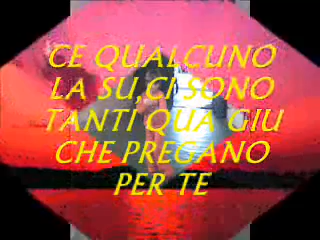 CE QUALCUNO
LA SU,CI SONO
TANTI QUA GIU
CHE PREGANO
PER TE